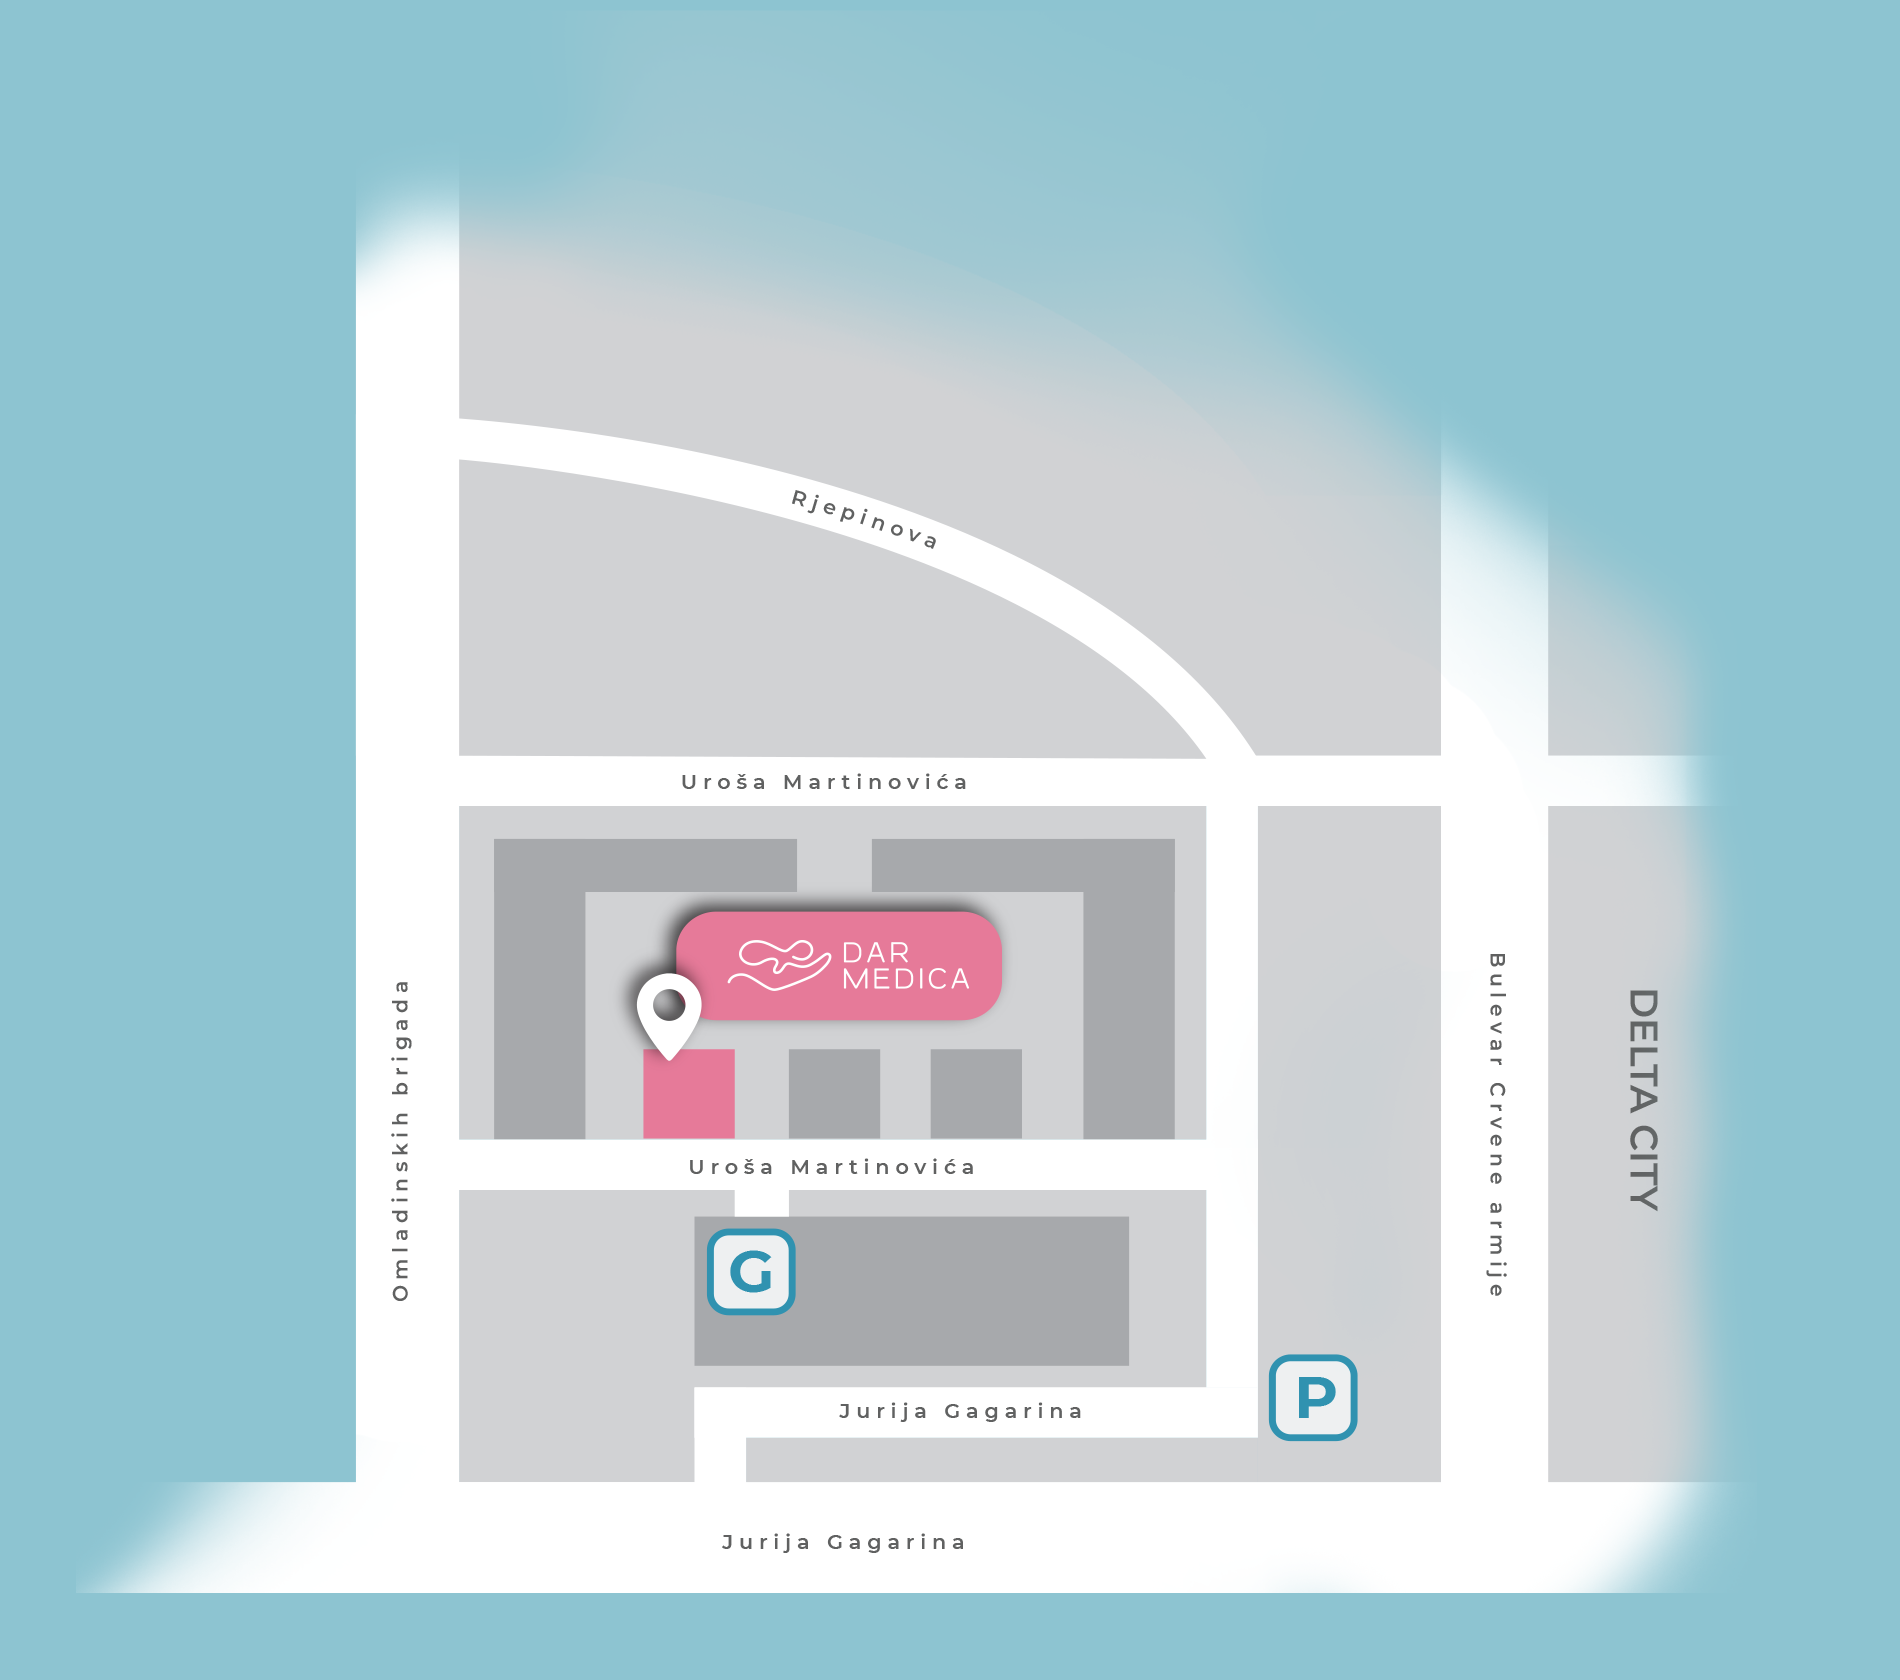 Rjepinova
Uroša Martinovića
DAR
MEDICA
Omladinskih brigada
Bulevar Crvene armije
DELTA CITY
Uroša Martinovića
G
P
Jurija Gagarina
Jurija Gagarina